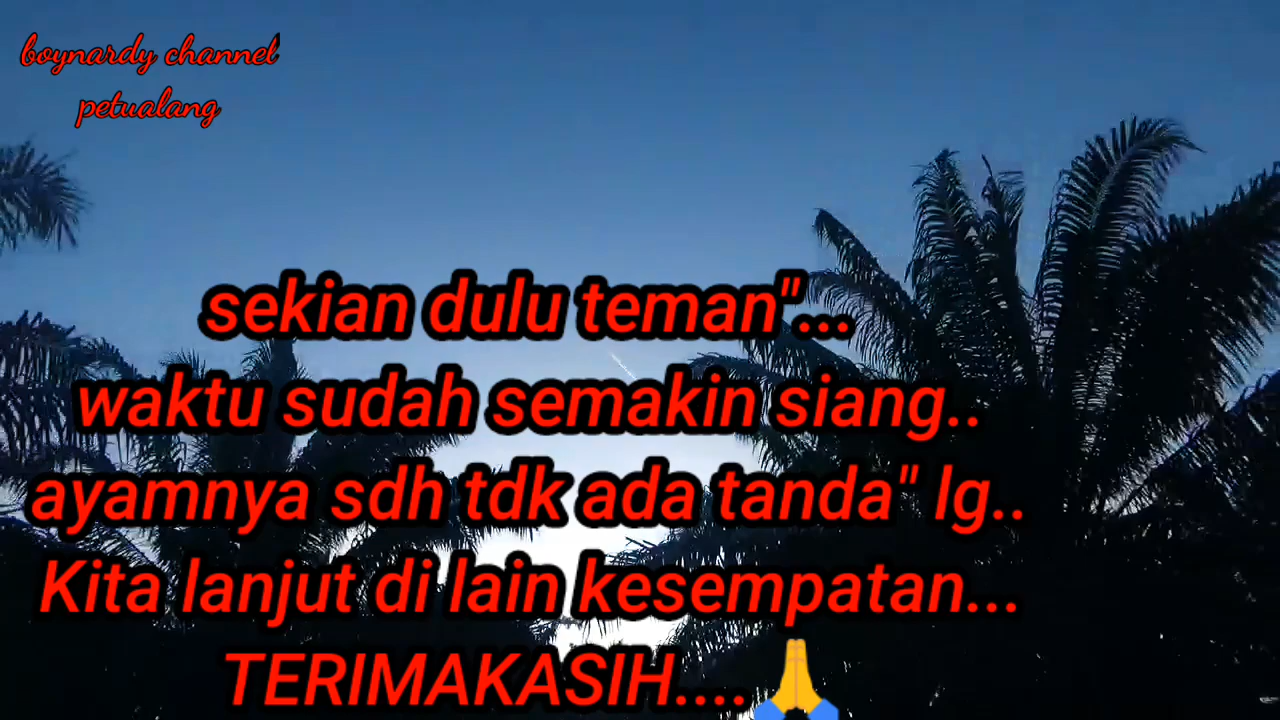 boynardy channel
petualang
sekian dulu teman"...
waktu sudah semakin siang..
ayamnya sdh tdk ada tanda" lg..
Kita lanjut di lain kesempatan...
TERIMAKASIH....🙏